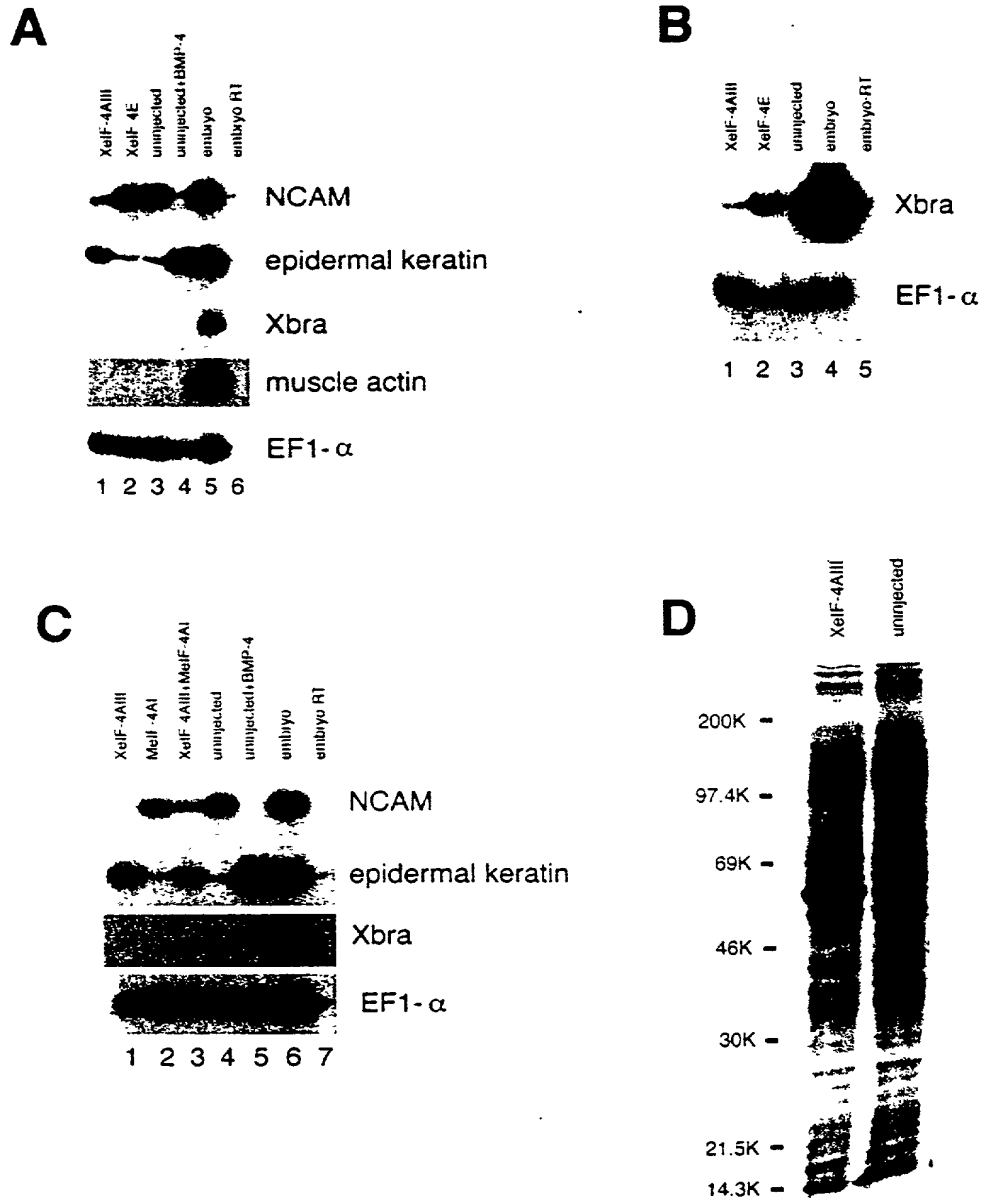 A
XeIF-4AIII
XeIF 4E
uninjected
uninjected+BMP-4
embryo
embryo RT
NCAM
epidermal keratin
Xbra
muscle actin
EF1-α
1 2 3 4 5 6
B
XeIF-4AIII
XeIF-4E
uninjected
embryo
embryo-RT
Xbra
EF1-α
1 2 3 4 5
C
XeIF-4AIII
MeIF-4AI
XeIF 4AIII+MeIF-4AI
uninjected
uninjected+BMP-4
embryo
embryo RT
NCAM
epidermal keratin
Xbra
EF1-α
1 2 3 4 5 6 7
D
XeIF-4AIII
uninjected
200K
97.4K
69K
46K
30K
21.5K
14.3K